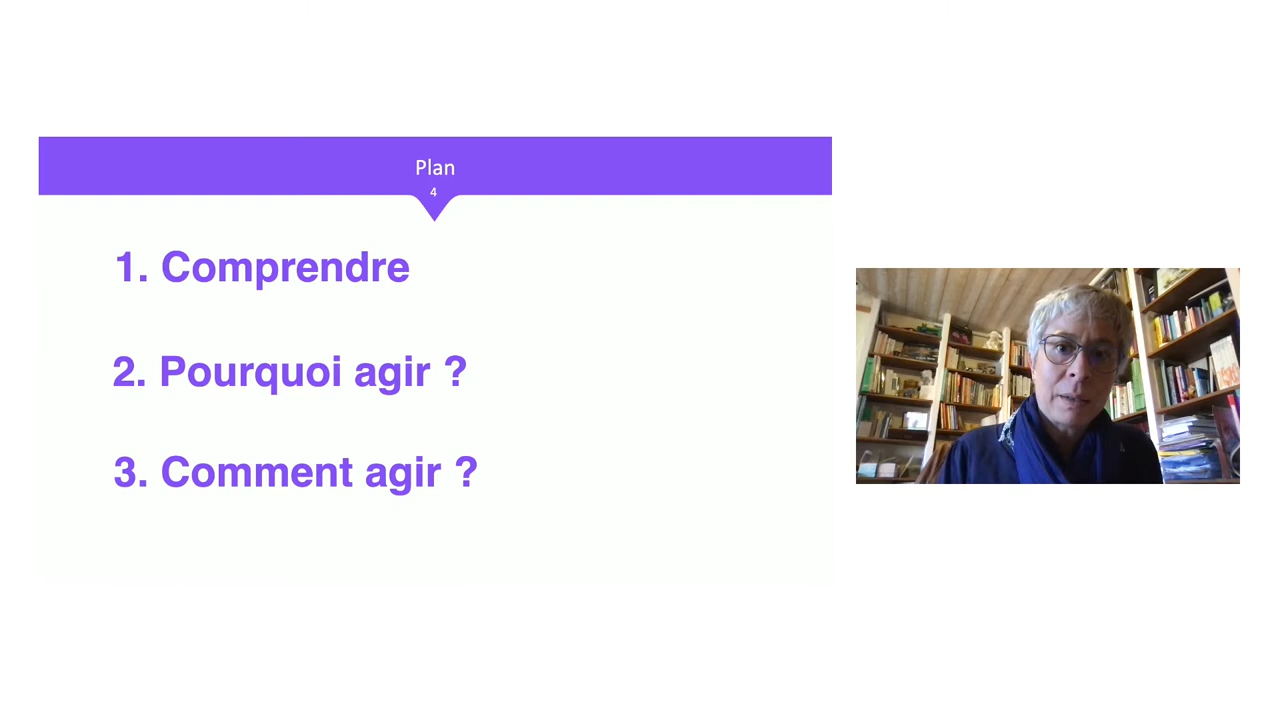 Plan
4
1. Comprendre
2. Pourquoi agir ?
3. Comment agir ?